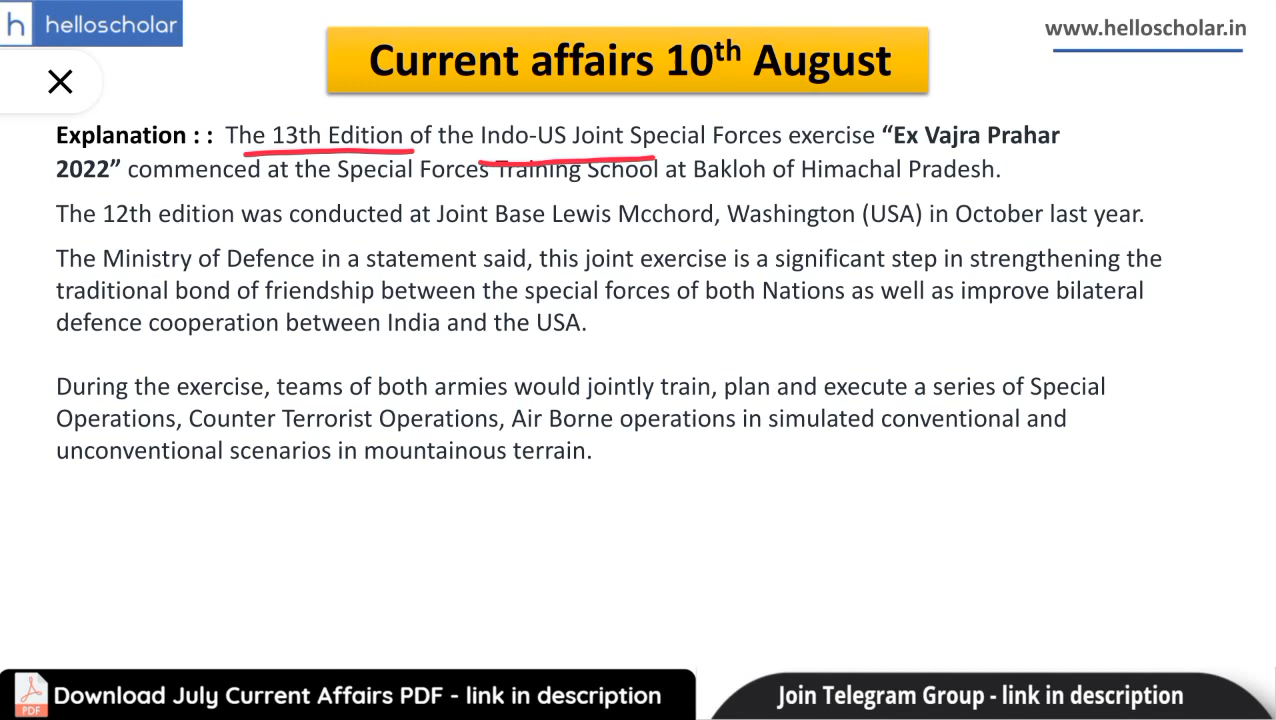 h helloscholar
www.helloscholar.in
Current affairs 10th August
Explanation : : The 13th Edition of the Indo-US Joint Special Forces exercise “Ex Vajra Prahar
2022” commenced at the Special Forces Training School at Bakloh of Himachal Pradesh.
The 12th edition was conducted at Joint Base Lewis Mcchord, Washington (USA) in October last year.
The Ministry of Defence in a statement said, this joint exercise is a significant step in strengthening the
traditional bond of friendship between the special forces of both Nations as well as improve bilateral
defence cooperation between India and the USA.
During the exercise, teams of both armies would jointly train, plan and execute a series of Special
Operations, Counter Terrorist Operations, Air Borne operations in simulated conventional and
unconventional scenarios in mountainous terrain.
PDF Download July Current Affairs PDF - link in description
Join Telegram Group - link in description